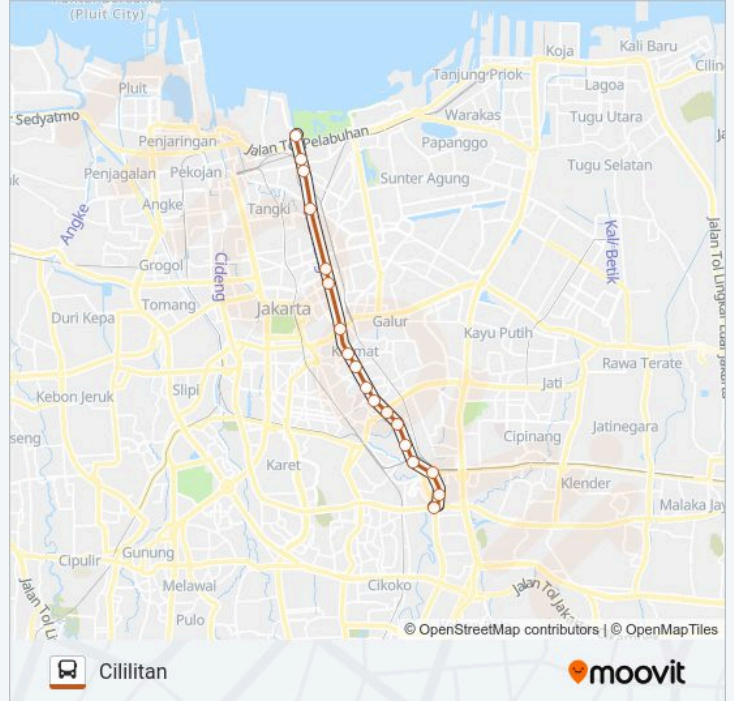 (Pluit City)
Koja
Kali Baru
Tanjung Priok
Pluit
Lagoa
Sedyatmo
Warakas
Tugu Utara
Penjaringan
Jalan Tol Pelabuhan
Papanggo
Penjagalan
Pekojan
Sunter Agung
Tugu Selatan
Angke
Tangki
Angke
Kali Betik
Grogol
Cideng
Tomang
Jakarta
Duri Kepa
Galur
Kayu Putih
Rawa Terate
Slipi
Jati
Kebon Jeruk
Jatinegara
Cipinang
Karet
Klender
Malaka Jay
Gunung
Cipulir
Melawai
Cikoko
Pulo
© OpenStreetMap contributors | © OpenMapTiles
Cililitan
moovit